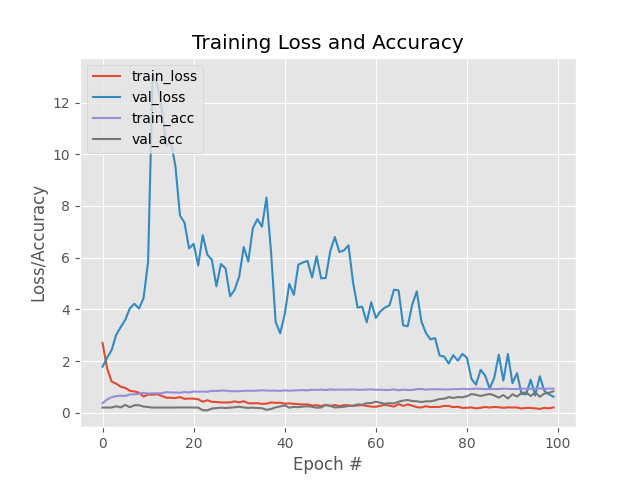 Training Loss and Accuracy
train_loss
val_loss
train_acc
val_acc
12
10
8
6
4
2
0
Loss/Accuracy
0 20 40 60 80 100
Epoch #